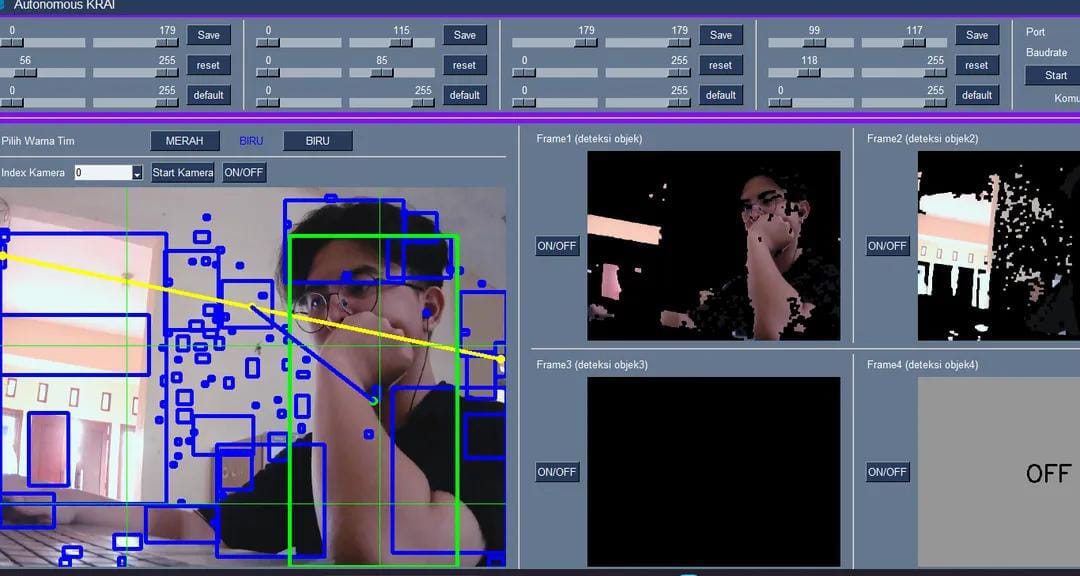 Autonomous KRAI
0 179 Save 0 115 Save 179 179 Save 99 117 Save Port
56 255 reset 85 reset 0 255 reset 118 255 reset Baudrate
Start
0 255 default 0 255 default 0 255 default 0 255 default Komu
Pilih Warna Tim MERAH BIRU BIRU
Index Kamera 0 Start Kamera ON/OFF
Frame1 (deteksi objek) Frame2 (deteksi objek2)
ON/OFF ON/OFF
Frame3 (deteksi objek3) Frame4 (deteksi objek4)
ON/OFF ON/OFF OFF